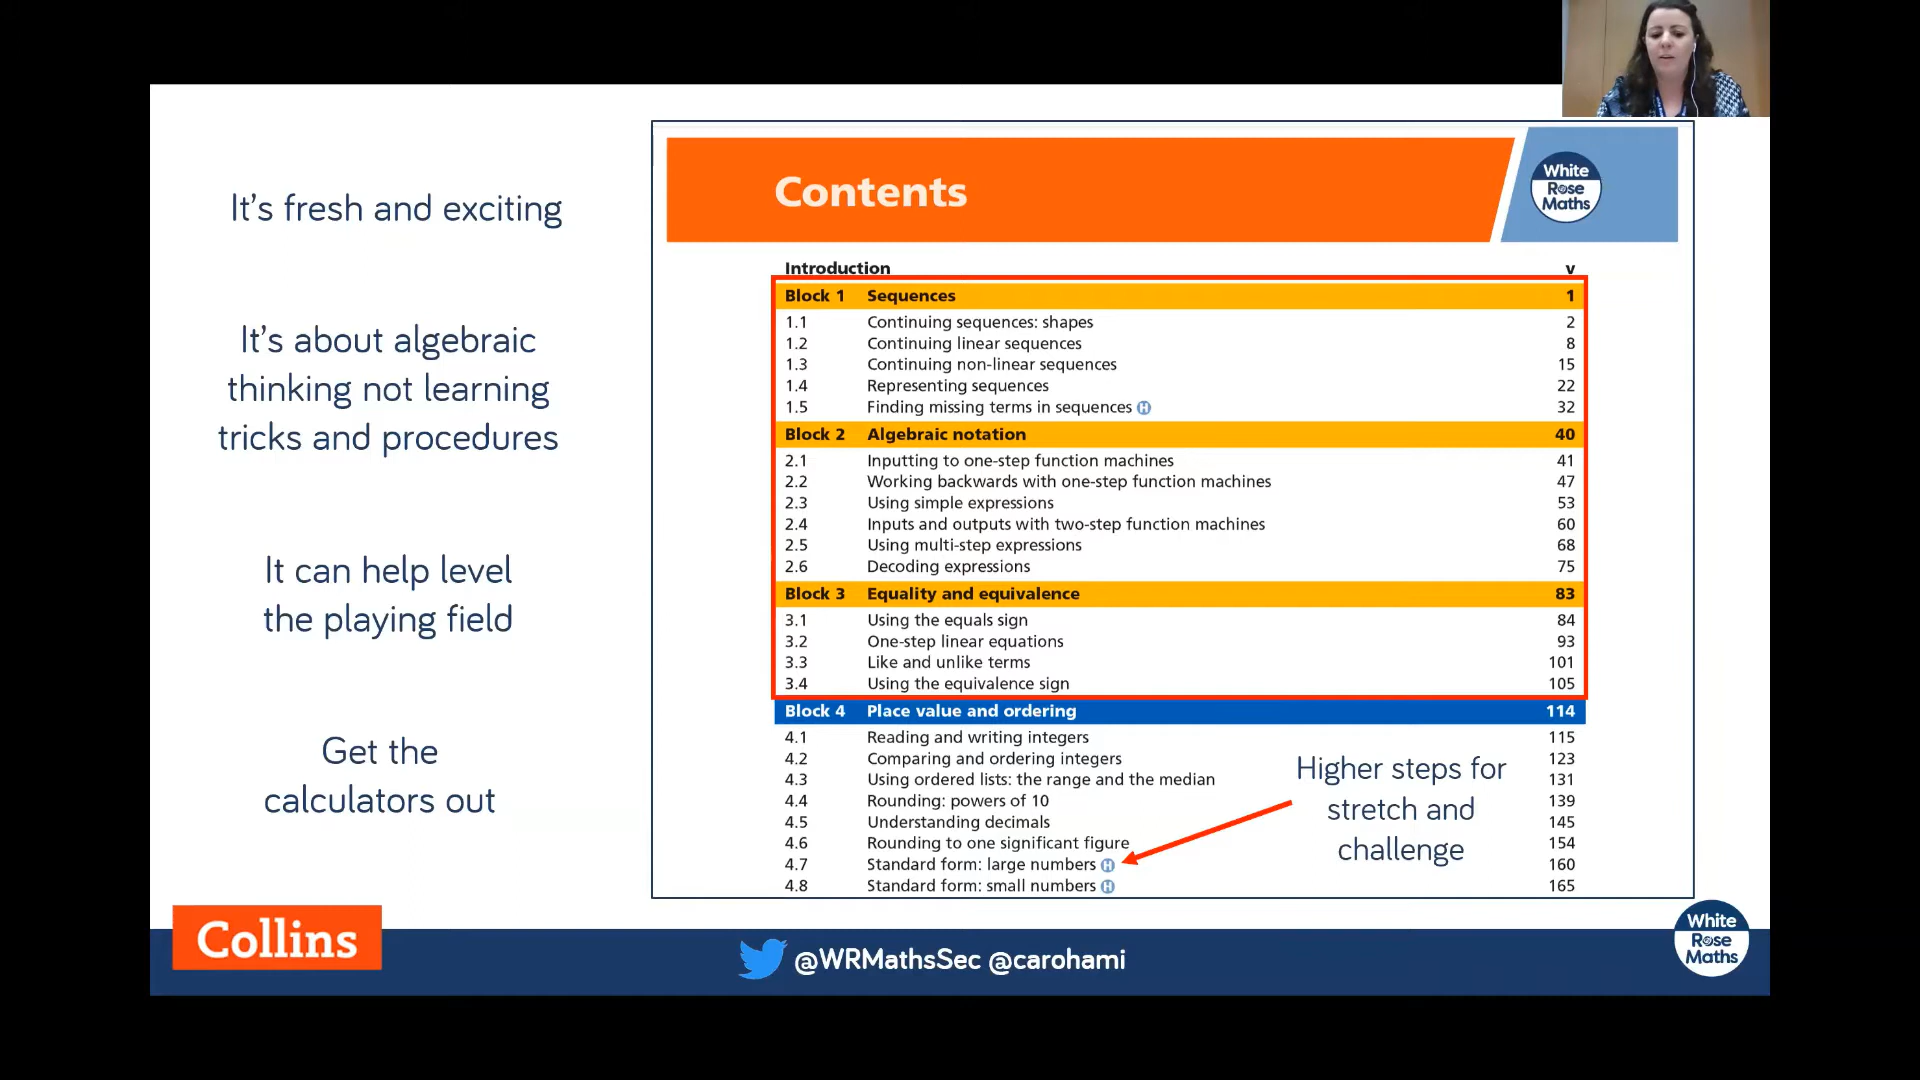 It's fresh and exciting
It's about algebraic
thinking not learning
tricks and procedures
It can help level
the playing field
Get the
calculators out
Contents
White
Rose
Maths
Introduction v
Block 1 Sequences 1
1.1 Continuing sequences: shapes 2
1.2 Continuing linear sequences 8
1.3 Continuing non-linear sequences 15
1.4 Representing sequences 22
1.5 Finding missing terms in sequences H 32
Block 2 Algebraic notation 40
2.1 Inputting to one-step function machines 41
2.2 Working backwards with one-step function machines 47
2.3 Using simple expressions 53
2.4 Inputs and outputs with two-step function machines 60
2.5 Using multi-step expressions 68
2.6 Decoding expressions 75
Block 3 Equality and equivalence 83
3.1 Using the equals sign 84
3.2 One-step linear equations 93
3.3 Like and unlike terms 101
3.4 Using the equivalence sign 105
Block 4 Place value and ordering 114
4.1 Reading and writing integers 115
4.2 Comparing and ordering integers 123
4.3 Using ordered lists: the range and the median 131
4.4 Rounding: powers of 10 139
4.5 Understanding decimals 145
4.6 Rounding to one significant figure 154
4.7 Standard form: large numbers H 160
4.8 Standard form: small numbers H 165
Higher steps for
stretch and
challenge
Collins
@WRMathsSec @carohami
White
Rose
Maths